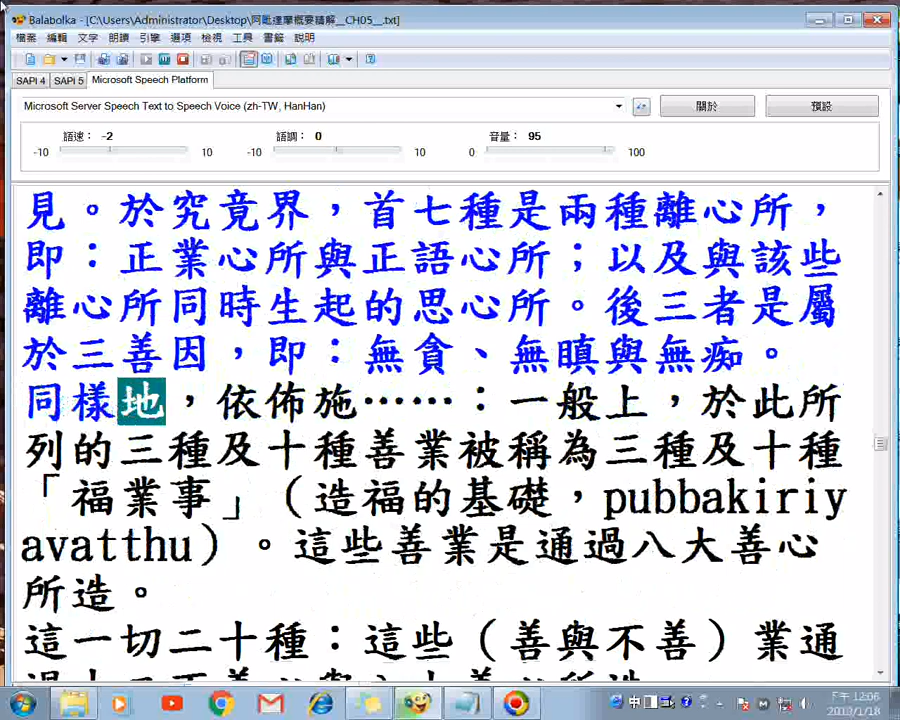 Balabolka - [C:\Users\Administrator\Desktop\阿毗達摩概要精解__CH05__.txt]
檔案 編輯 文字 朗讀 引擎 選項 檢視 工具 書籤 說明
SAPI 4 SAPI 5 Microsoft Speech Platform
Microsoft Server Speech Text to Speech Voice (zh-TW, HanHan)
關於 預設
語速： -2 語調： 0 音量： 95
-10 10 -10 10 0 100
見。於究竟界，首七種是兩種離心所，
即：正業心所與正語心所；以及與該些
離心所同時生起的思心所。後三者是屬
於三善因，即：無貪、無瞋與無痴。
同樣地，依佈施……：一般上，於此所
列的三種及十種善業被稱為三種及十種
「福業事」（造福的基礎，pubbakiriy
avatthu）。這些善業是通過八大善心
所造。
這一切二十種：這些（善與不善）業通
中
下午 12:06
2019/1/18